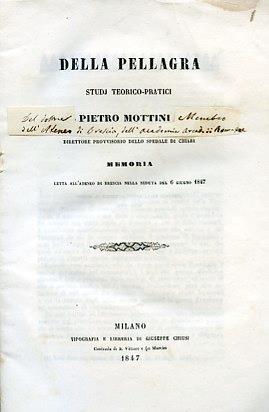 DELLA PELLAGRA
STUDJ TEORICO-PRATICI
Del dottore PIETRO MOTTINI Membro
dell'Ateneo di Brescia, dell'accademia
DIRETTORE PROVVISORIO DELLO SPEDALE DI CHIARI
MEMORIA
LETTA ALL'ATENEO DI BRESCIA NELLA SEDUTA DEL 6 GIUGNO 1847
MILANO
TIPOGRAFIA E LIBRERIA DI GIUSEPPE CHIUSI
Contrada di S. Vittore e 40 Martiri
1847